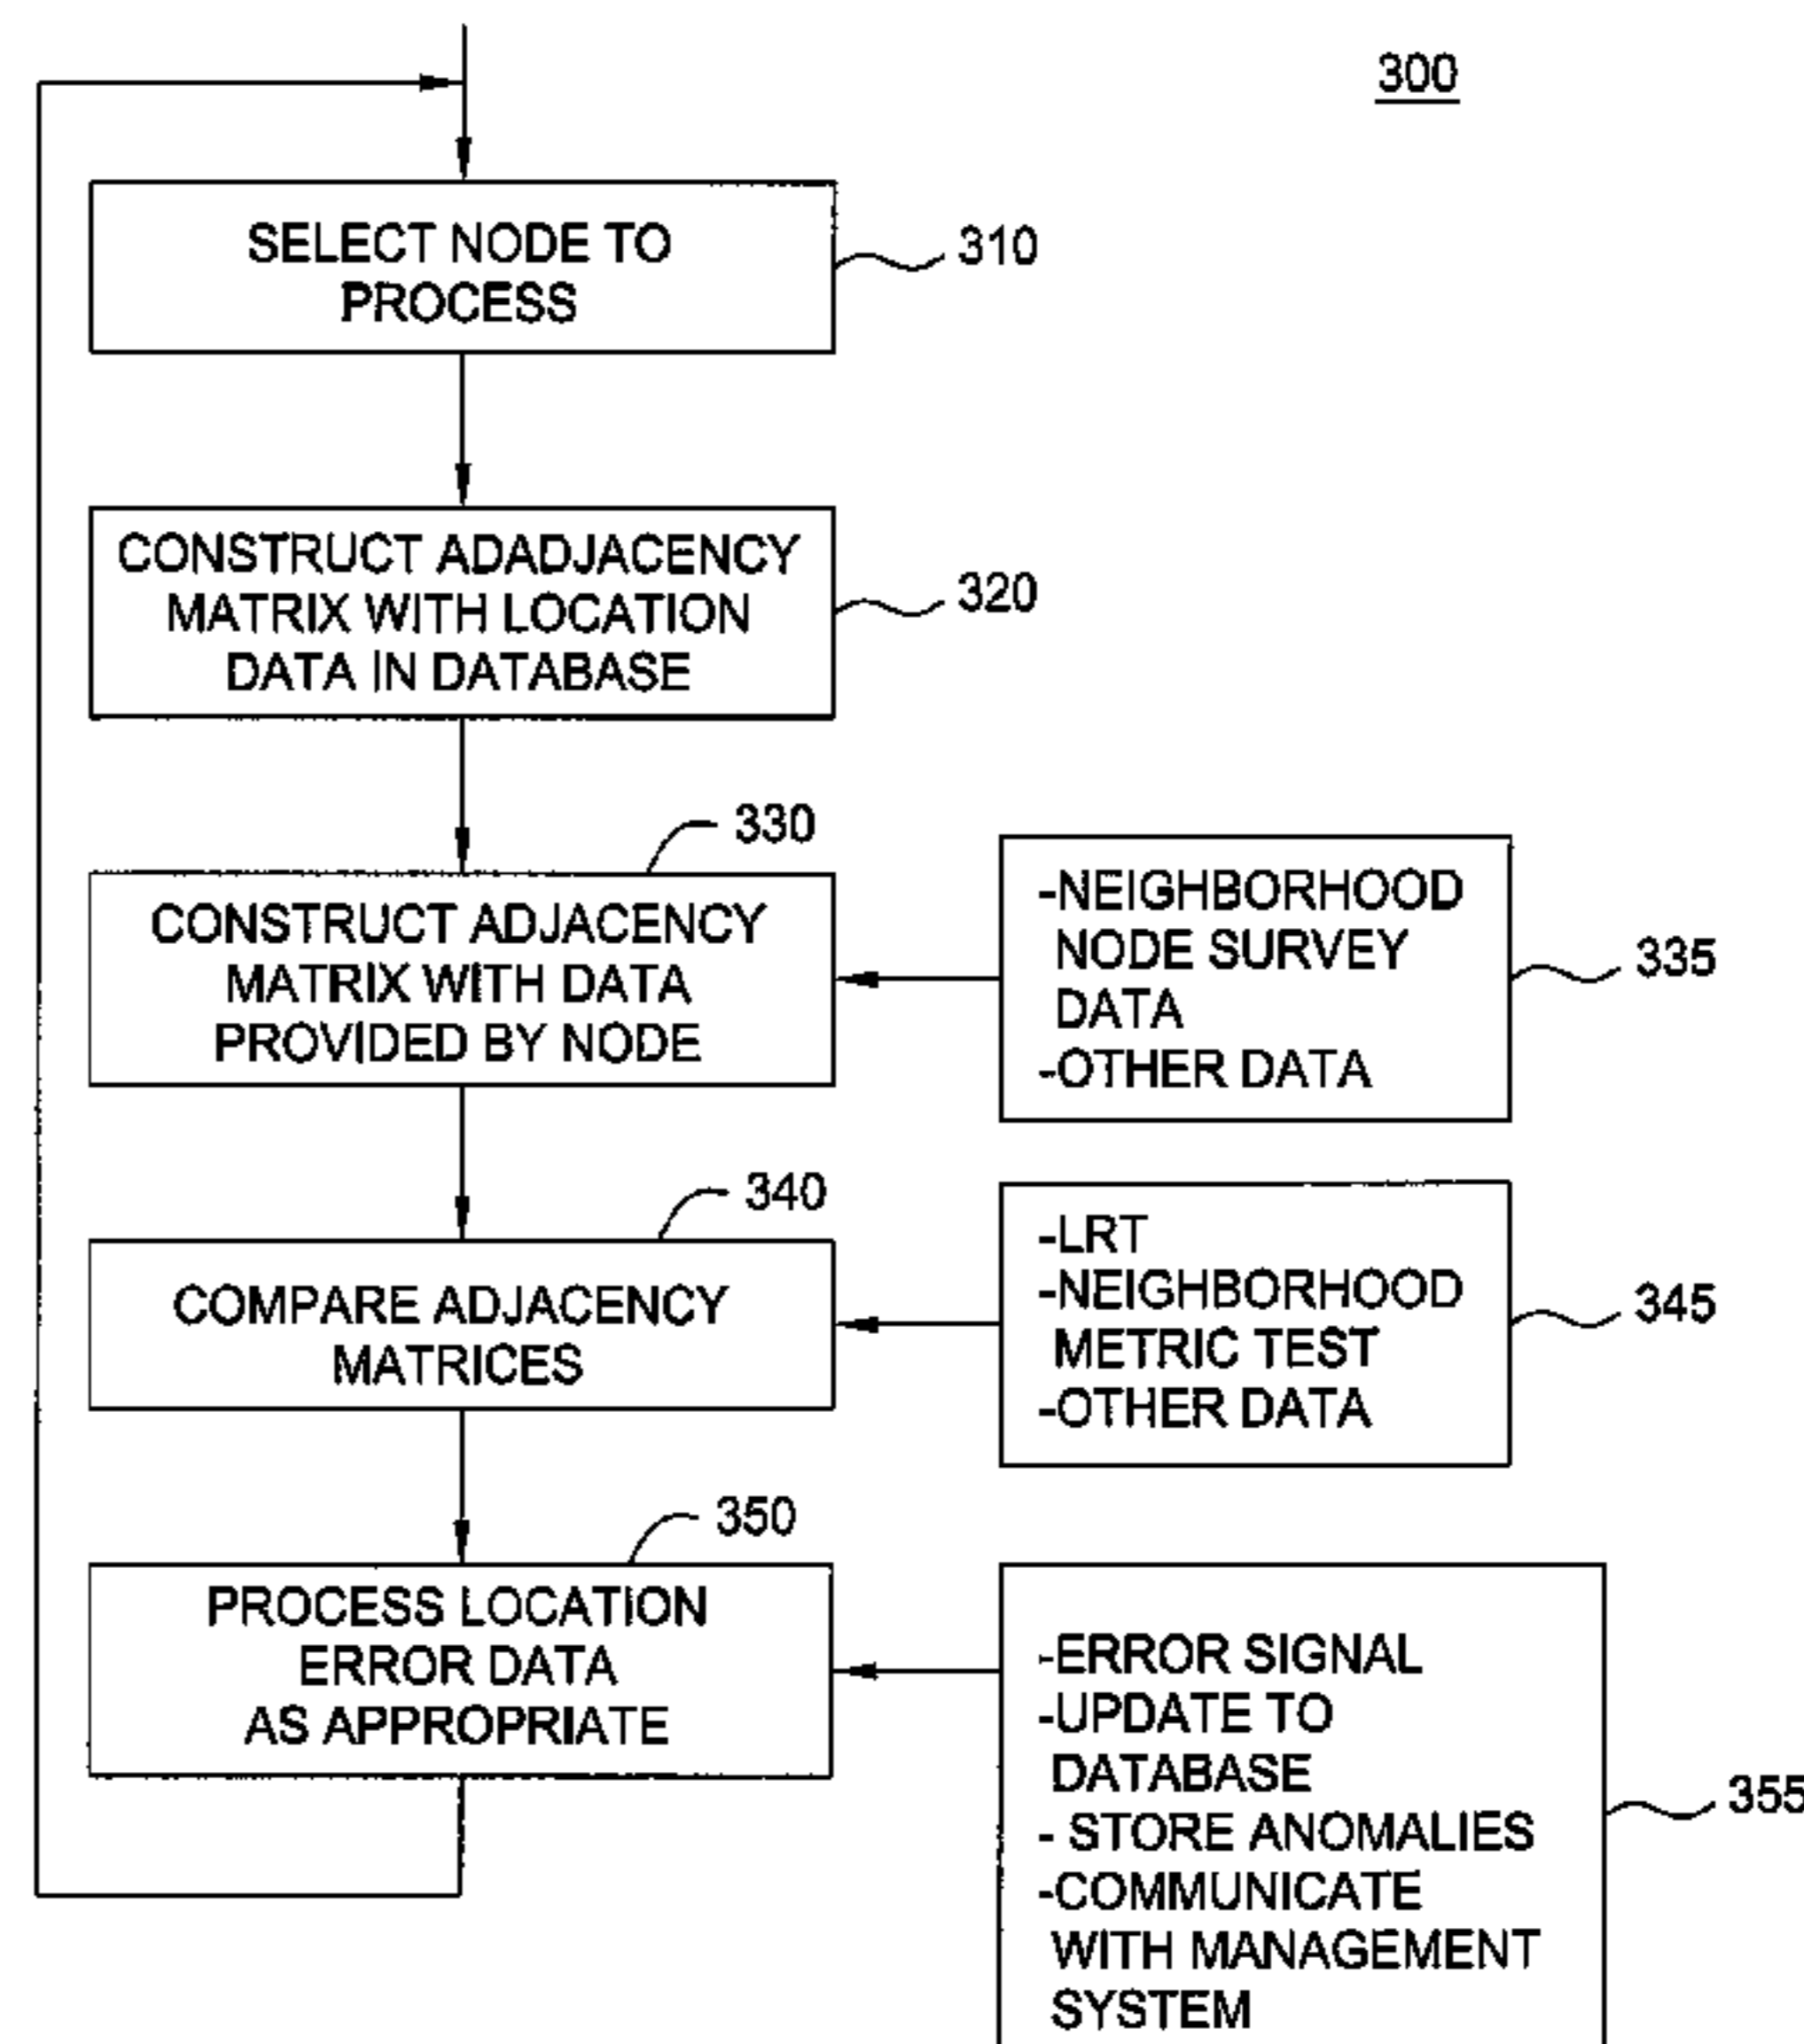 300
SELECT NODE TO
PROCESS
310
CONSTRUCT ADADJACENCY
MATRIX WITH LOCATION
DATA IN DATABASE
320
330
CONSTRUCT ADJACENCY
MATRIX WITH DATA
PROVIDED BY NODE
-NEIGHBORHOOD
NODE SURVEY
DATA
-OTHER DATA
335
340
COMPARE ADJACENCY
MATRICES
-LRT
-NEIGHBORHOOD
METRIC TEST
-OTHER DATA
345
350
PROCESS LOCATION
ERROR DATA
AS APPROPRIATE
-ERROR SIGNAL
-UPDATE TO
DATABASE
- STORE ANOMALIES
-COMMUNICATE
WITH MANAGEMENT
SYSTEM
355